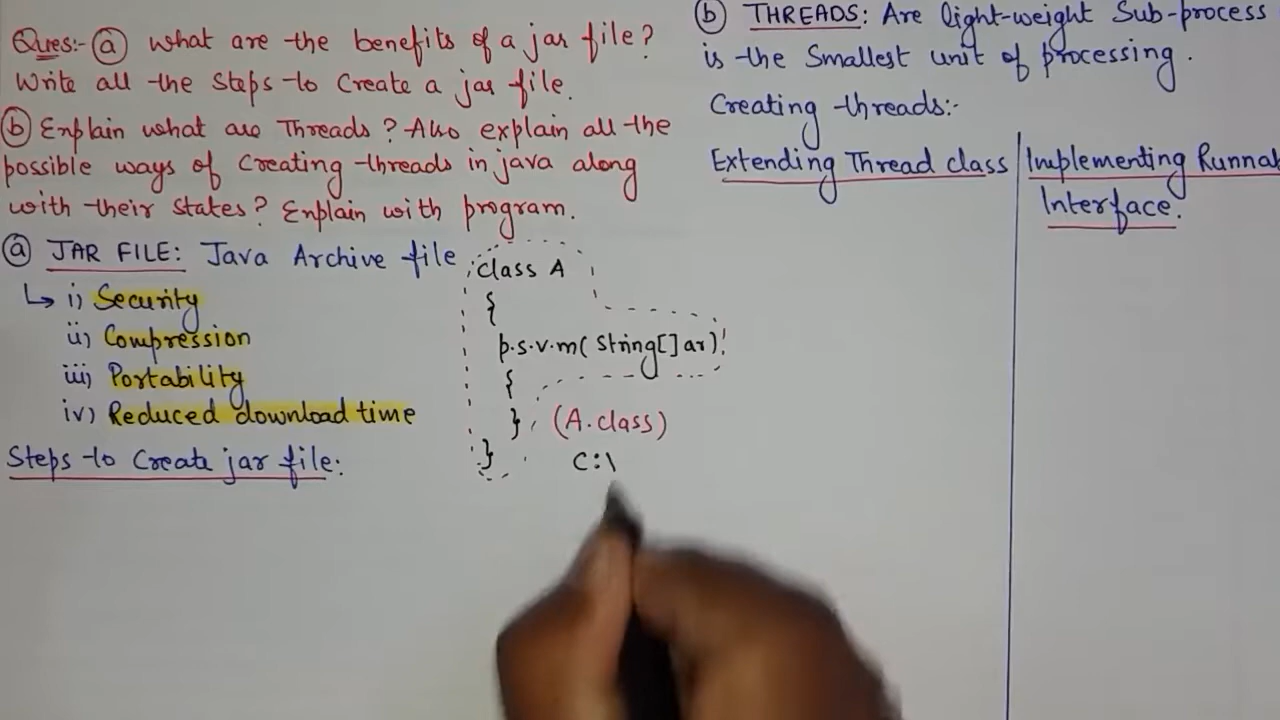 Ques:- (a) What are the benefits of a jar file?
Write all the steps to create a jar file.
(b) Explain what are Threads? Also explain all the
possible ways of creating threads in java along
with their states? Explain with program.
(a) JAR FILE: Java Archive file
↳ i) Security
ii) Compression
iii) Portability
iv) Reduced download time
Steps to Create jar file:
class A
{
p.s.v.m( String[] ar)
{
}
}
(A.class)
C:\
(b) THREADS: Are light-weight Sub-process
is the Smallest unit of processing.
Creating threads:-
Extending Thread class
Implementing Runnab
Interface.